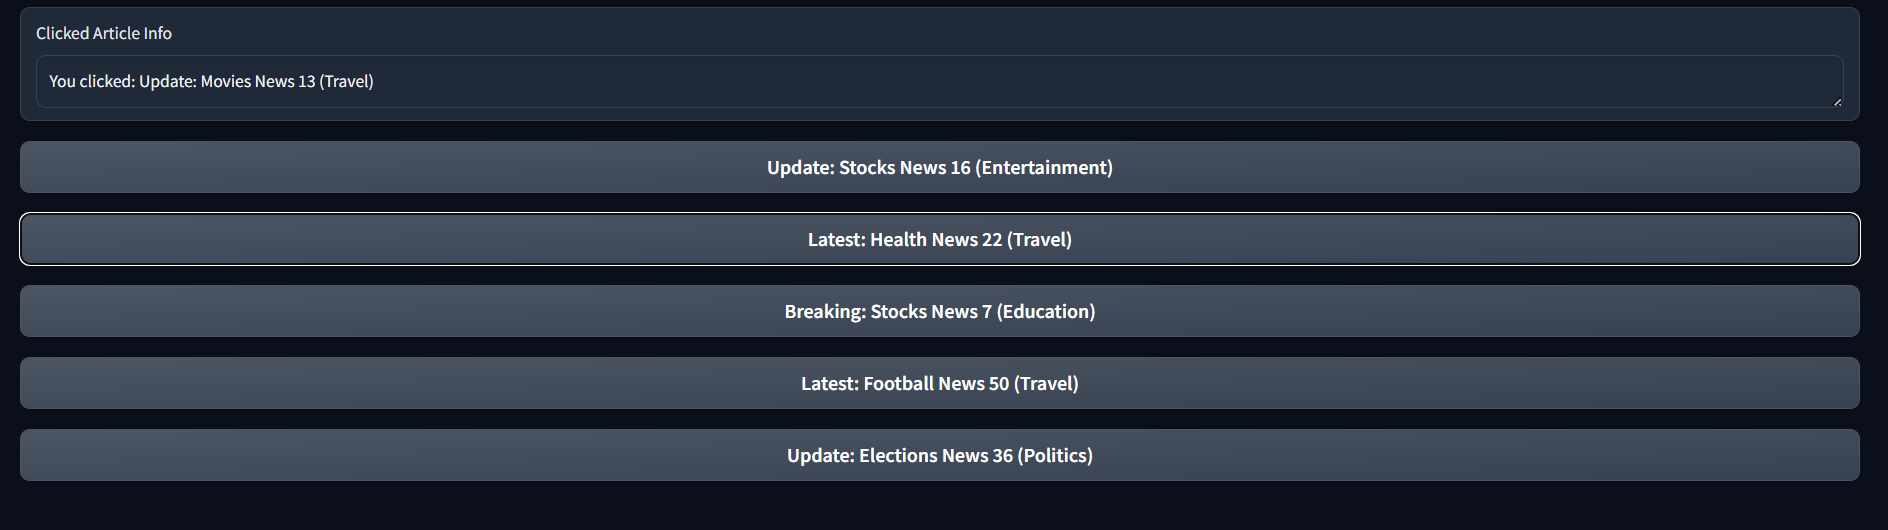 Clicked Article Info
You clicked: Update: Movies News 13 (Travel)
Update: Stocks News 16 (Entertainment)
Latest: Health News 22 (Travel)
Breaking: Stocks News 7 (Education)
Latest: Football News 50 (Travel)
Update: Elections News 36 (Politics)